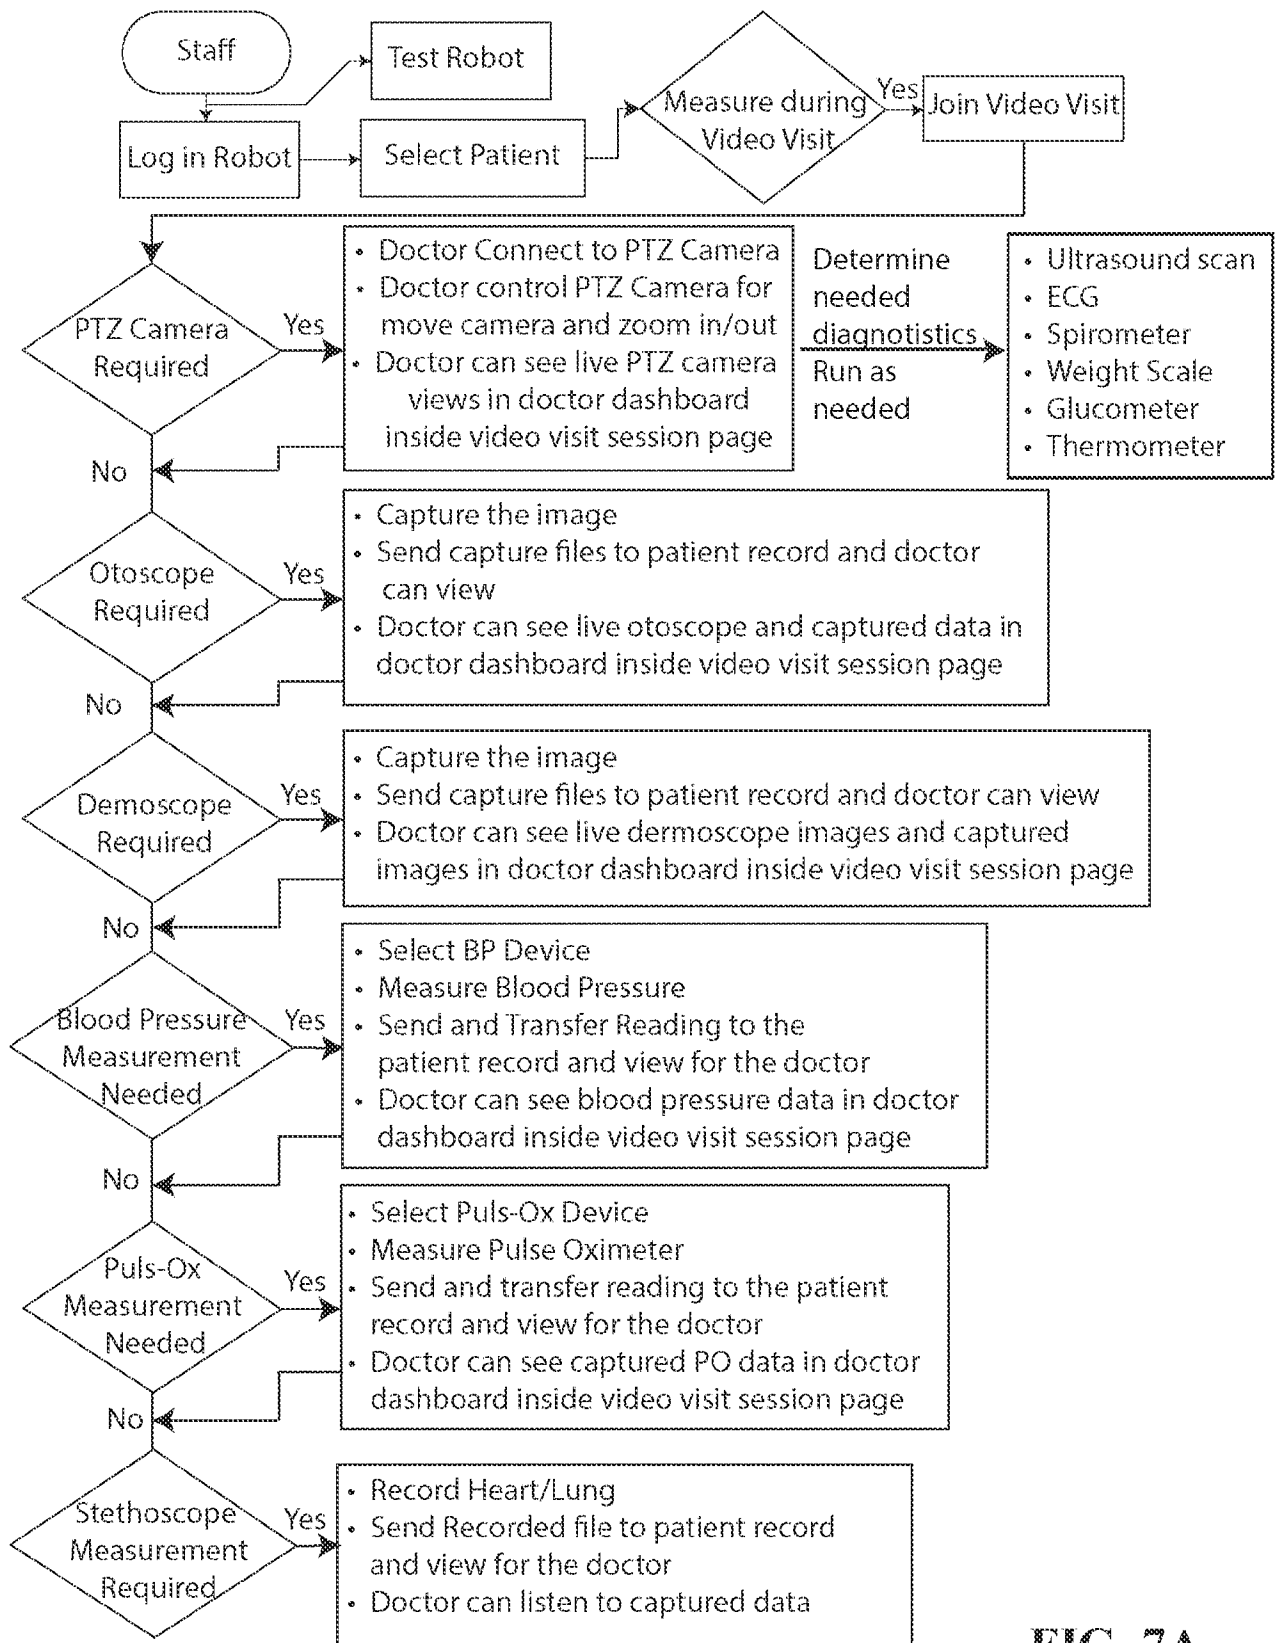 Staff
Test Robot
Log in Robot
Select Patient
Measure during
Video Visit
Yes
Join Video Visit
PTZ Camera
Required
Yes
• Doctor Connect to PTZ Camera
• Doctor control PTZ Camera for
move camera and zoom in/out
• Doctor can see live PTZ camera
views in doctor dashboard
inside video visit session page
Determine
needed
diagnotistics
Run as
needed
• Ultrasound scan
• ECG
• Spirometer
• Weight Scale
• Glucometer
• Thermometer
No
Otoscope
Required
Yes
• Capture the image
• Send capture files to patient record and doctor
can view
• Doctor can see live otoscope and captured data in
doctor dashboard inside video visit session page
No
Demoscope
Required
Yes
• Capture the image
• Send capture files to patient record and doctor can view
• Doctor can see live dermoscope images and captured
images in doctor dashboard inside video visit session page
No
Blood Pressure
Measurement
Needed
Yes
• Select BP Device
• Measure Blood Pressure
• Send and Transfer Reading to the
patient record and view for the doctor
• Doctor can see blood pressure data in doctor
dashboard inside video visit session page
No
Puls-Ox
Measurement
Needed
Yes
• Select Puls-Ox Device
• Measure Pulse Oximeter
• Send and transfer reading to the patient
record and view for the doctor
• Doctor can see captured PO data in doctor
dashboard inside video visit session page
No
Stethoscope
Measurement
Required
Yes
• Record Heart/Lung
• Send Recorded file to patient record
and view for the doctor
• Doctor can listen to captured data
FIG. 7A